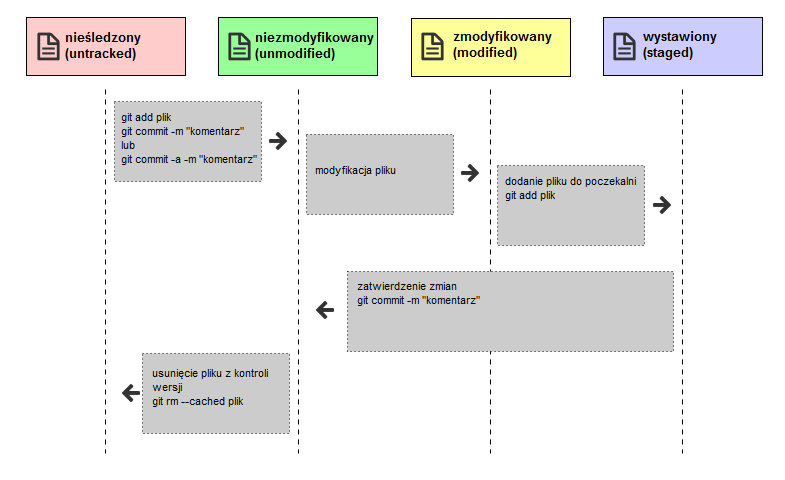 nieśledzony
(untracked)
niezmodyfikowany
(unmodified)
zmodyfikowany
(modified)
wystawiony
(staged)
git add plik
git commit -m "komentarz"
lub
git commit -a -m "komentarz"
modyfikacja pliku
dodanie pliku do poczekalni
git add plik
zatwierdzenie zmian
git commit -m "komentarz"
usunięcie pliku z kontroli
wersji
git rm --cached plik